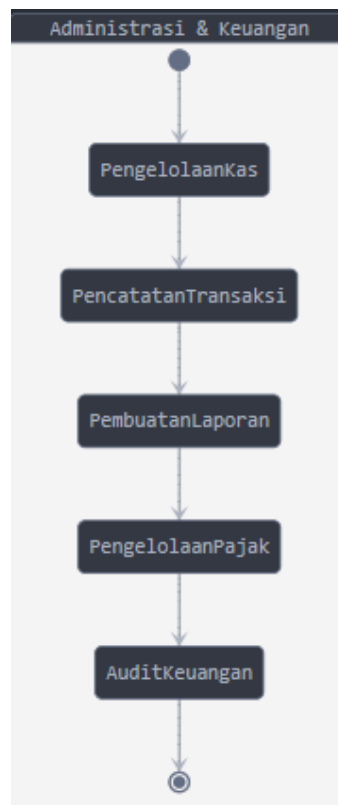 Administrasi & Keuangan
PengelolaanKas
PencatatanTransaksi
PembuatanLaporan
PengelolaanPajak
AuditKeuangan